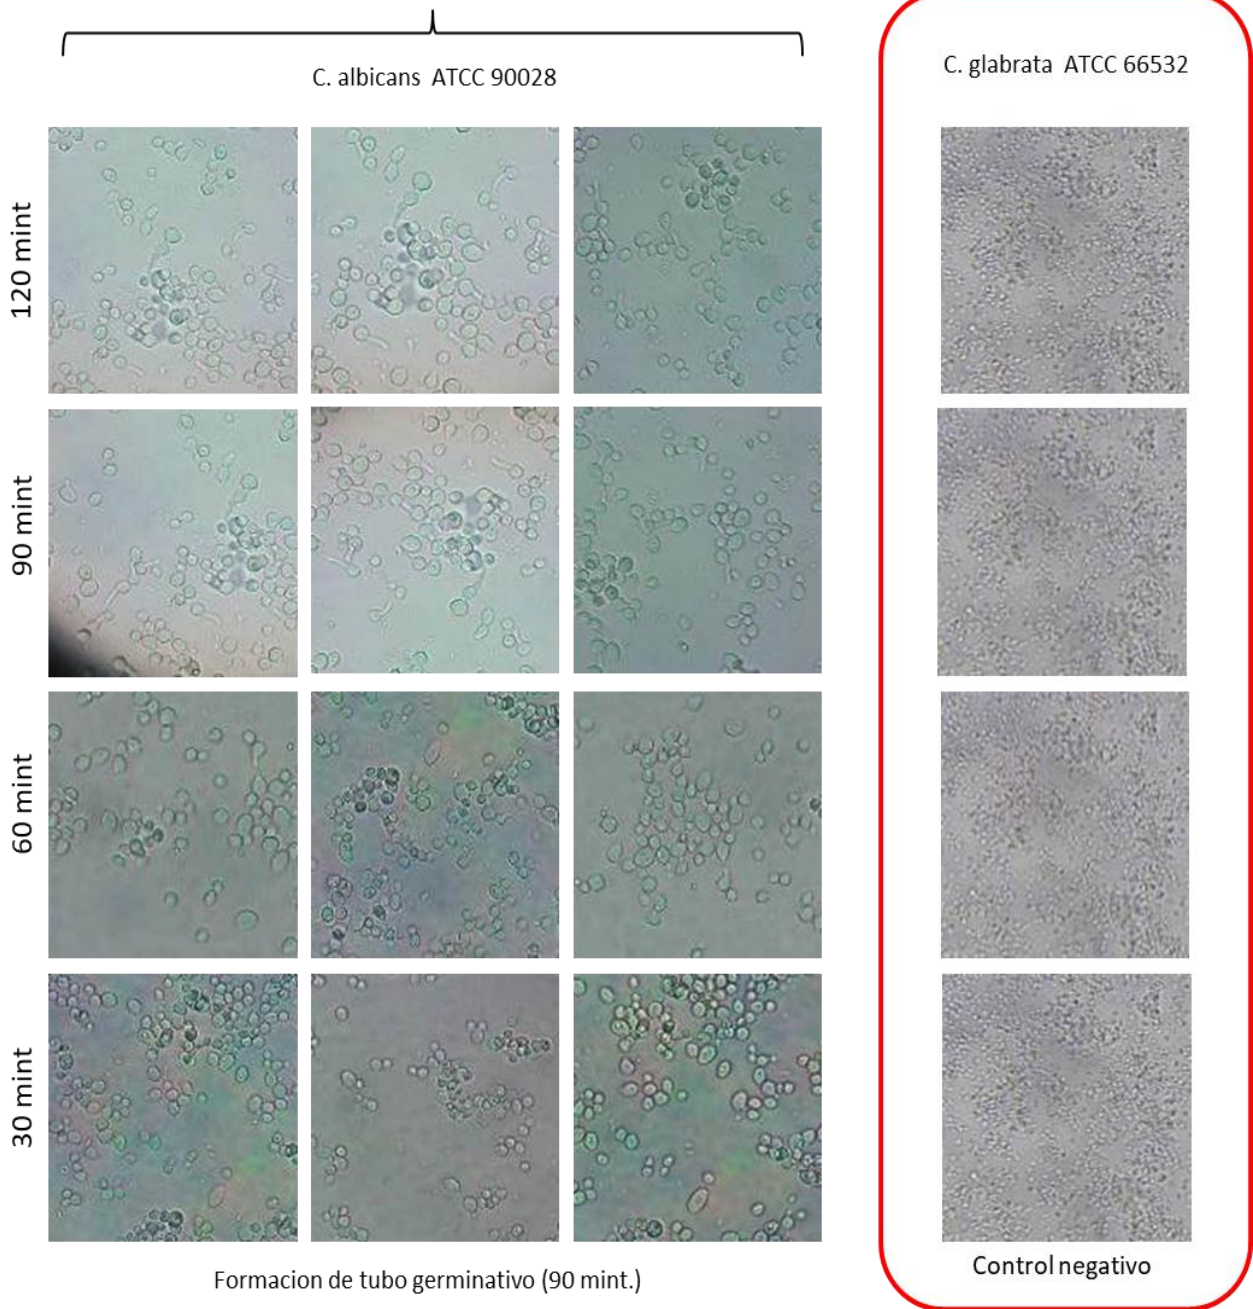 C. albicans ATCC 90028
C. glabrata ATCC 66532
120 mint
90 mint
60 mint
30 mint
Formacion de tubo germinativo (90 mint.)
Control negativo